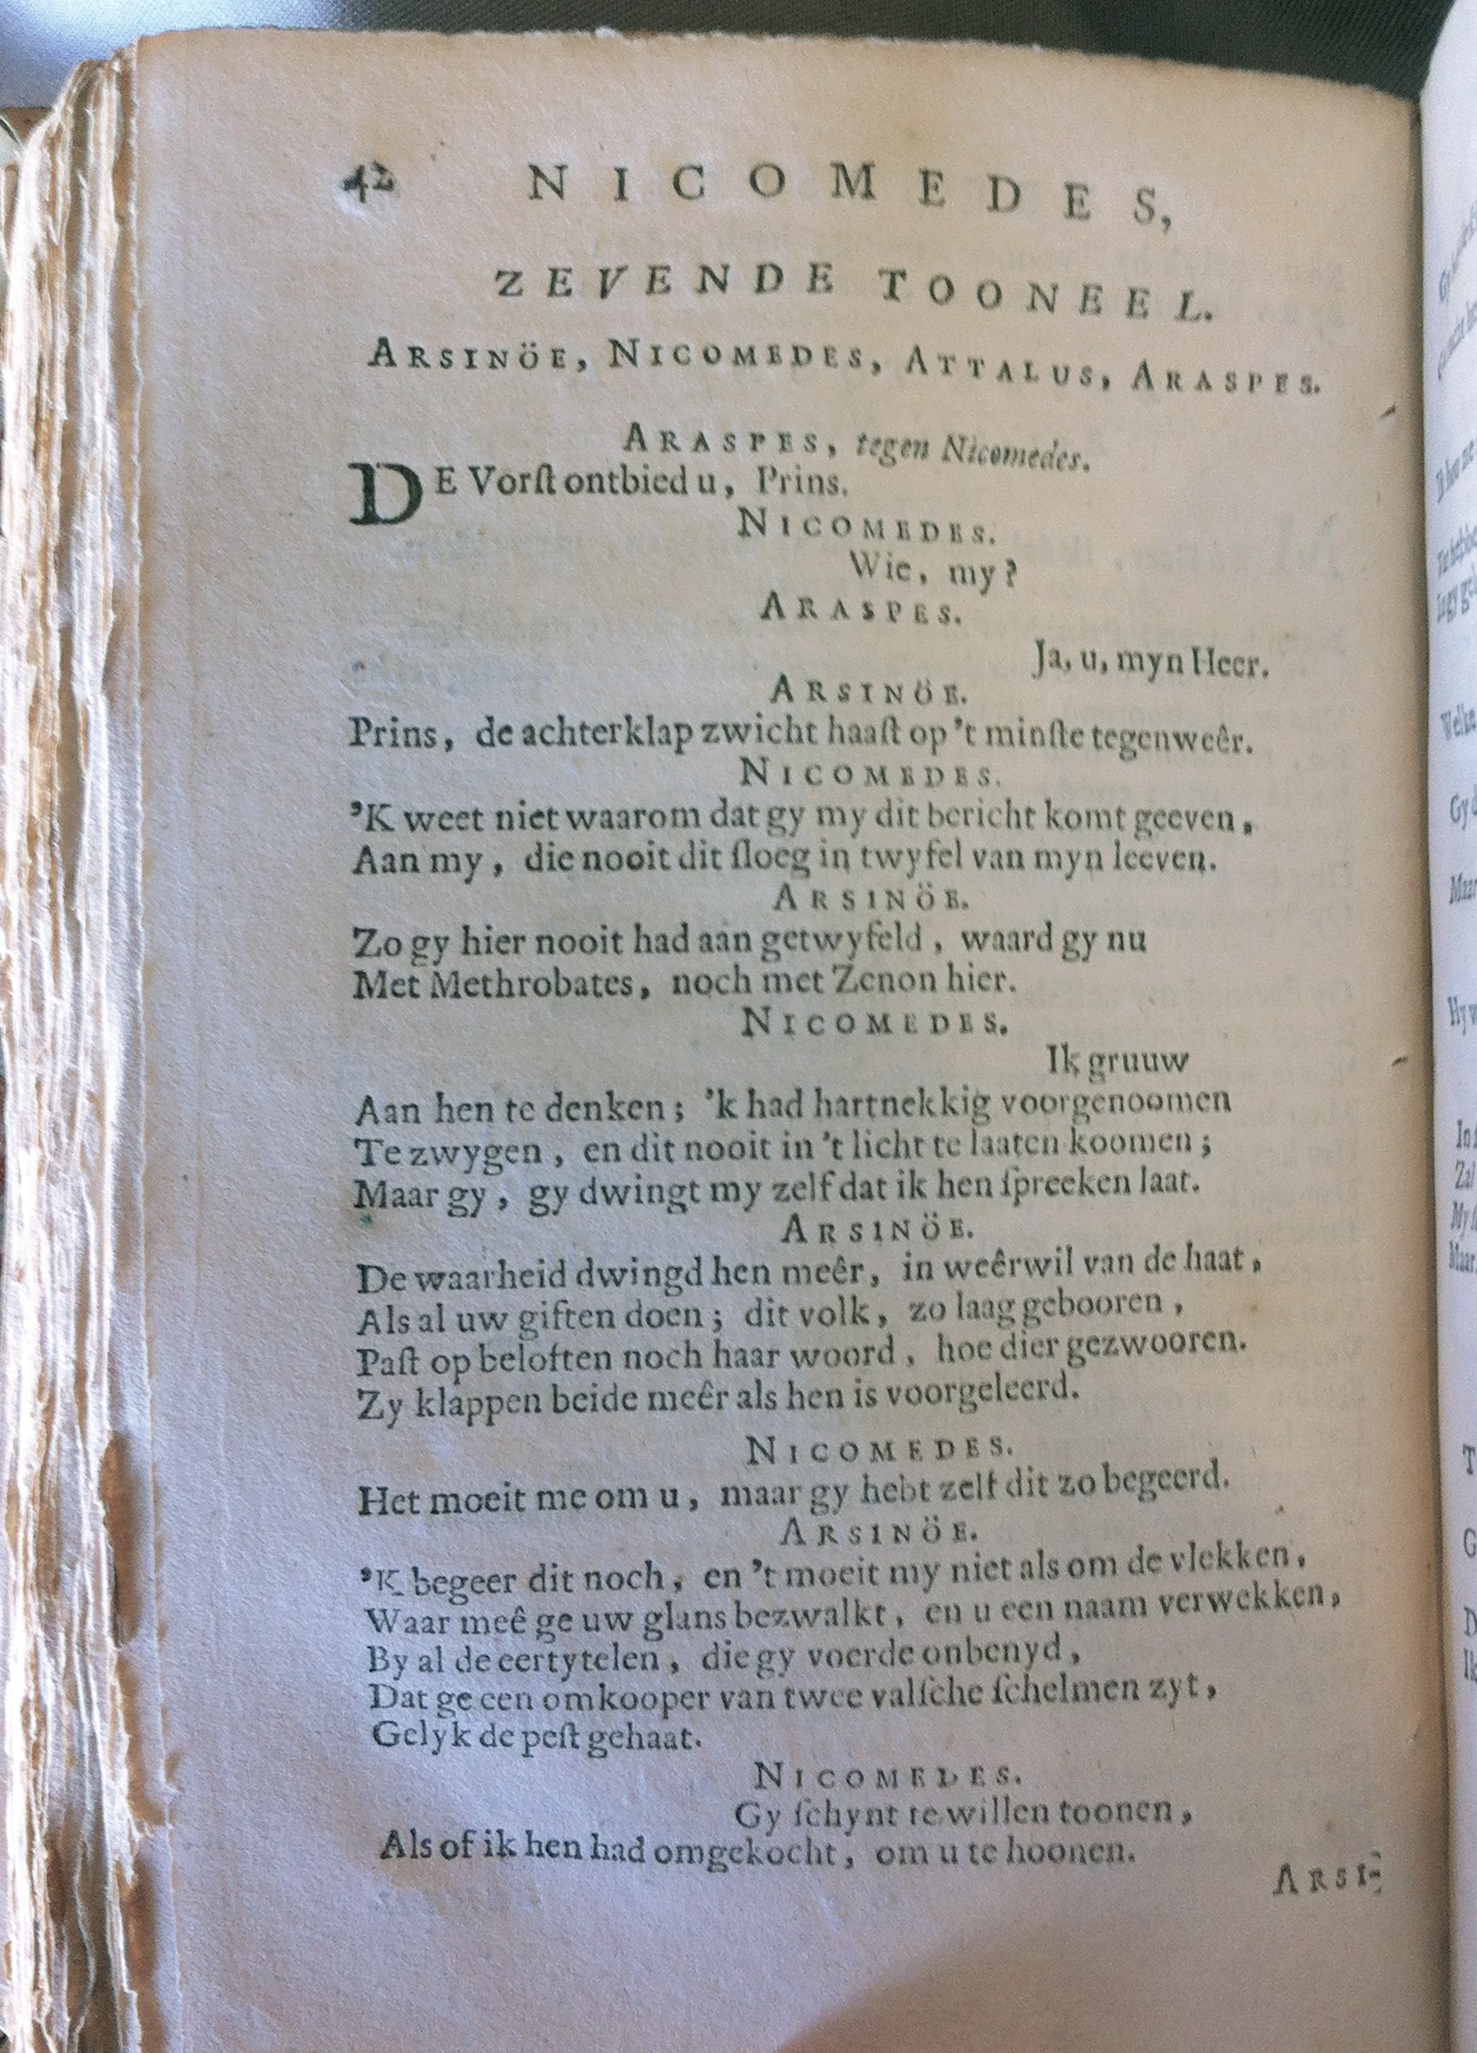 42 NICOMEDES,
ZEVENDE TOONEEL.
ARSINÖE, NICOMEDES, ATTALUS, ARASPES.
ARASPES, tegen Nicomedes.
DE Vorſt ontbied u, Prins.
NICOMEDES.
Wie, my?
ARASPES.
Ja, u, myn Heer.
ARSINÖE.
Prins, de achterklap zwicht haaſt op 't minſte tegenweêr.
NICOMEDES.
'K weet niet waarom dat gy my dit bericht komt geeven,
Aan my, die nooit dit ſloeg in twyfel van myn leeven.
ARSINÖE.
Zo gy hier nooit had aan getwyfeld, waard gy nu
Met Methrobates, noch met Zenon hier.
NICOMEDES.
Ik gruuw
Aan hen te denken; 'k had hartnekkig voorgenoomen
Te zwygen, en dit nooit in 't licht te laaten koomen;
Maar gy, gy dwingt my zelf dat ik hen ſpreeken laat.
ARSINÖE.
De waarheid dwingd hen meêr, in weêrwil van de haat,
Als al uw giften doen; dit volk, zo laag gebooren,
Paſt op beloften noch haar woord, hoe dier gezwooren.
Zy klappen beide meêr als hen is voorgeleerd.
NICOMEDES.
Het moeit me om u, maar gy hebt zelf dit zo begeerd.
ARSINÖE.
'K begeer dit noch, en 't moeit my niet als om de vlekken,
Waar meê ge uw glans bezwalkt, en u een naam verwekken,
By al de eertytelen, die gy voerde onbenyd,
Dat ge een omkooper van twee valſche ſchelmen zyt,
Gelyk de peſt gehaat.
NICOMEDES.
Gy ſchynt te willen toonen,
Als of ik hen had omgekocht, om u te hoonen.
ARSI-